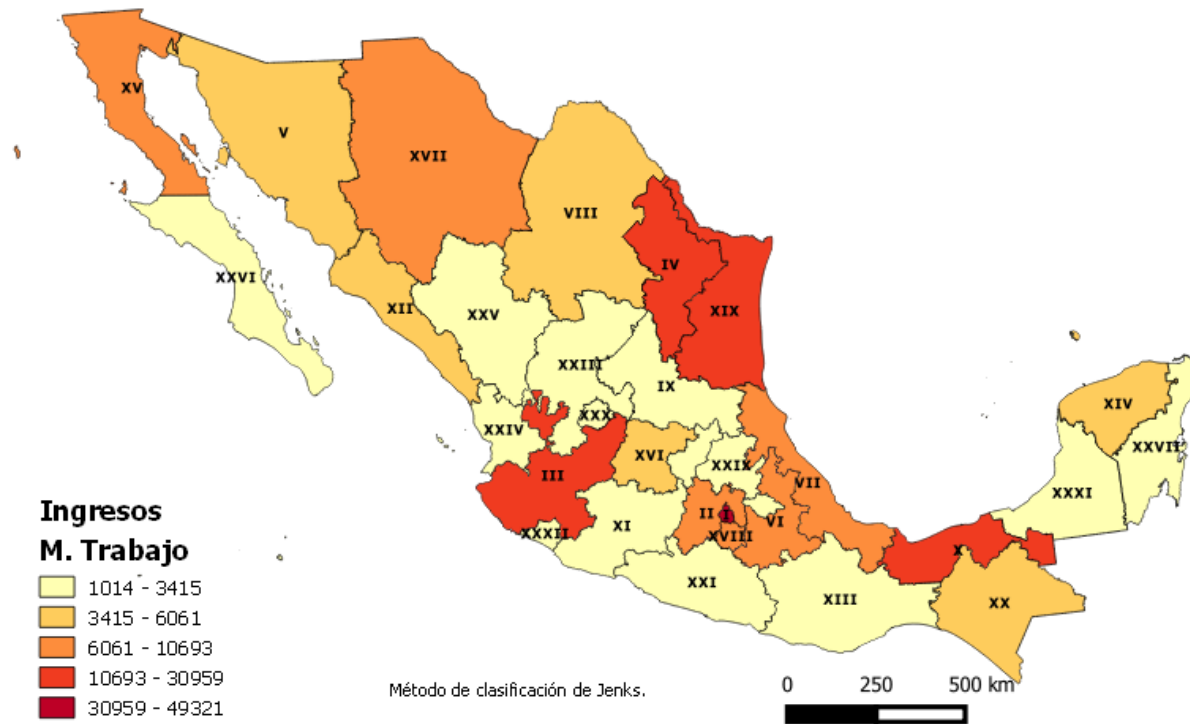 XV
V
XVII
VIII
XXVI
IV
XII
XIX
XXV
XXIII
IX
XXIV
XXX
XIV
XVI
XXIX
XXVII
III
VII
XXXI
II
I
VI
XVIII
XXXII
XI
X
XXI
XIII
XX
Ingresos
M. Trabajo
1014 - 3415
3415 - 6061
6061 - 10693
10693 - 30959
30959 - 49321
Método de clasificación de Jenks.
0 250 500 km